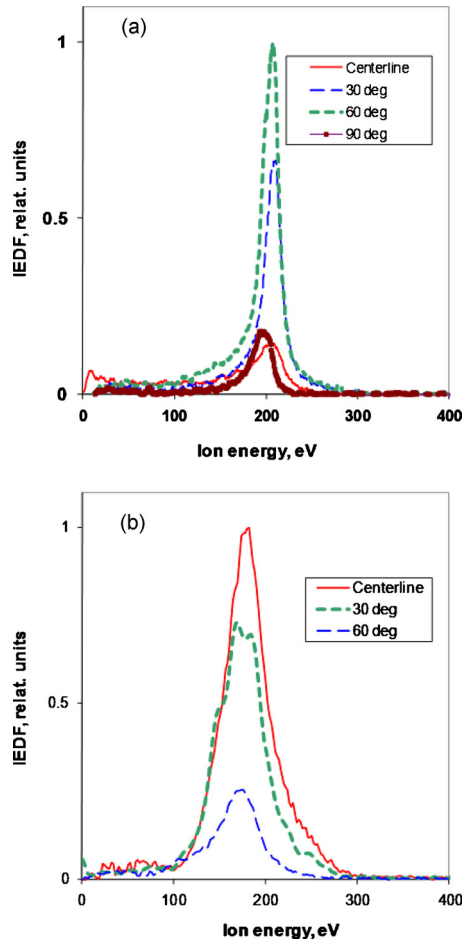 (a)
1
Centerline
30 deg
60 deg
90 deg
IEDF, relat. units
0.5
0
0
100
200
300
400
Ion energy, eV
(b)
1
Centerline
30 deg
60 deg
IEDF, relat. units
0.5
0
0
100
200
300
400
Ion energy, eV